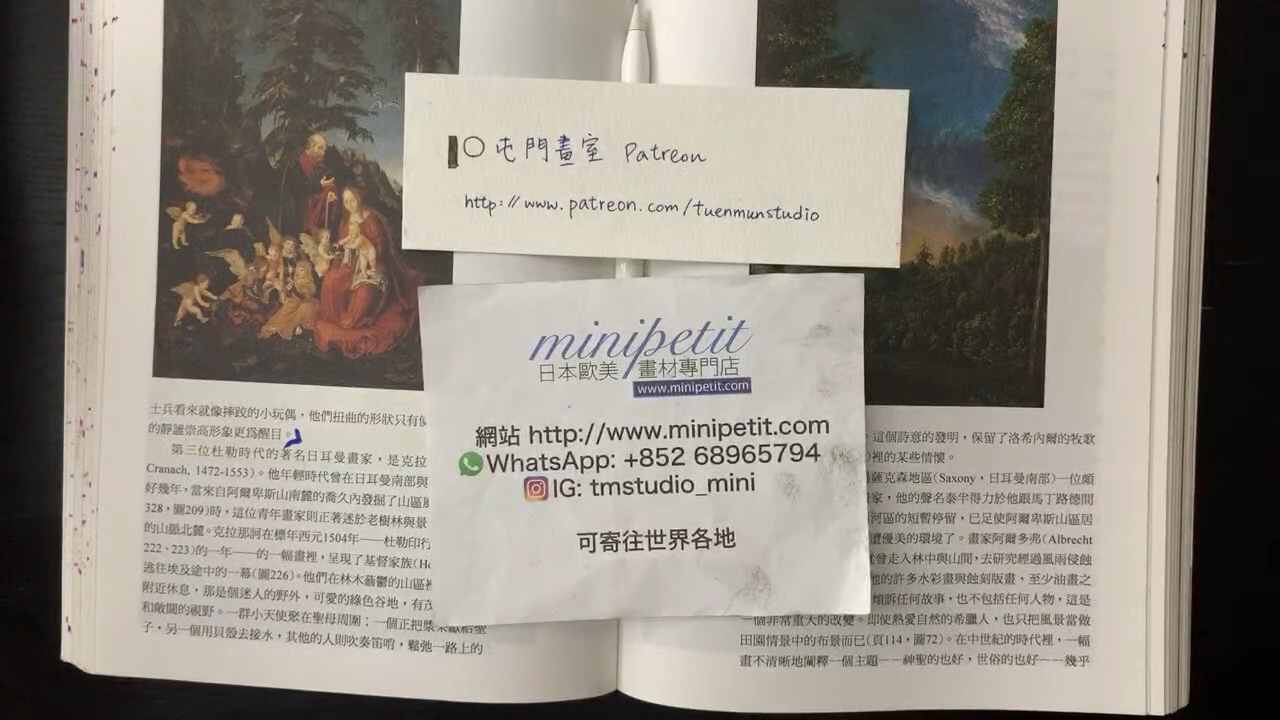 屯門畫室 Patreon
http://www.patreon.com/tuenmunstudio
minipetit
日本歐美 畫材專門店
www.minipetit.com
網站 http://www.minipetit.com
WhatsApp: +852 68965794
IG: tmstudio_mini
可寄往世界各地
士兵看來就像摔跤的小玩偶，他們扭曲的形狀只有使
的靜謐崇高形象更爲醒目。
第三位杜勒時代的著名日耳曼畫家，是克拉
Cranach, 1472-1553)。他年輕時代曾在日耳曼南部與
好幾年，當來自阿爾卑斯山南麓的喬久內發掘了山區風
328，圖209)時，這位青年畫家則正著迷於老樹林與景
的山脈北麓。克拉那訶在標年西元1504年——杜勒印行
222、223)的一年——的一幅畫裡，呈現了基督家族(Ho
逃往埃及途中的一幕(圖226)。他們在林木蓊鬱的山區裡
附近休息，那是個迷人的野外，可愛的綠色谷地，有茂
和敞闊的視野。一群小天使聚在聖母周圍；一個正把漿果獻給聖
子，另一個用貝殼去接水，其他的人則吹奏笛哨，鬆弛一路上的
。這個詩意的發明，保留了洛希內爾的牧歌
裡的某些情懷。
薩克森地區(Saxony，日耳曼南部)一位頗
家，他的聲名泰半得力於他跟馬丁路德間
河區的短暫停留，已足使阿爾卑斯山區居
遭優美的環境了。畫家阿爾多弗(Albrecht
就曾走入林中與山間，去研究經過風雨侵蝕
他的許多水彩畫與蝕刻版畫，至少油畫之
傾訴任何故事，也不包括任何人物，這是
一個非常重大的改變。即使熱愛自然的希臘人，也只把風景當做
田園情景中的布景而已(頁114，圖72)。在中世紀的時代裡，一幅
畫不清晰地闡釋一個主題——神聖的也好，世俗的也好——幾乎